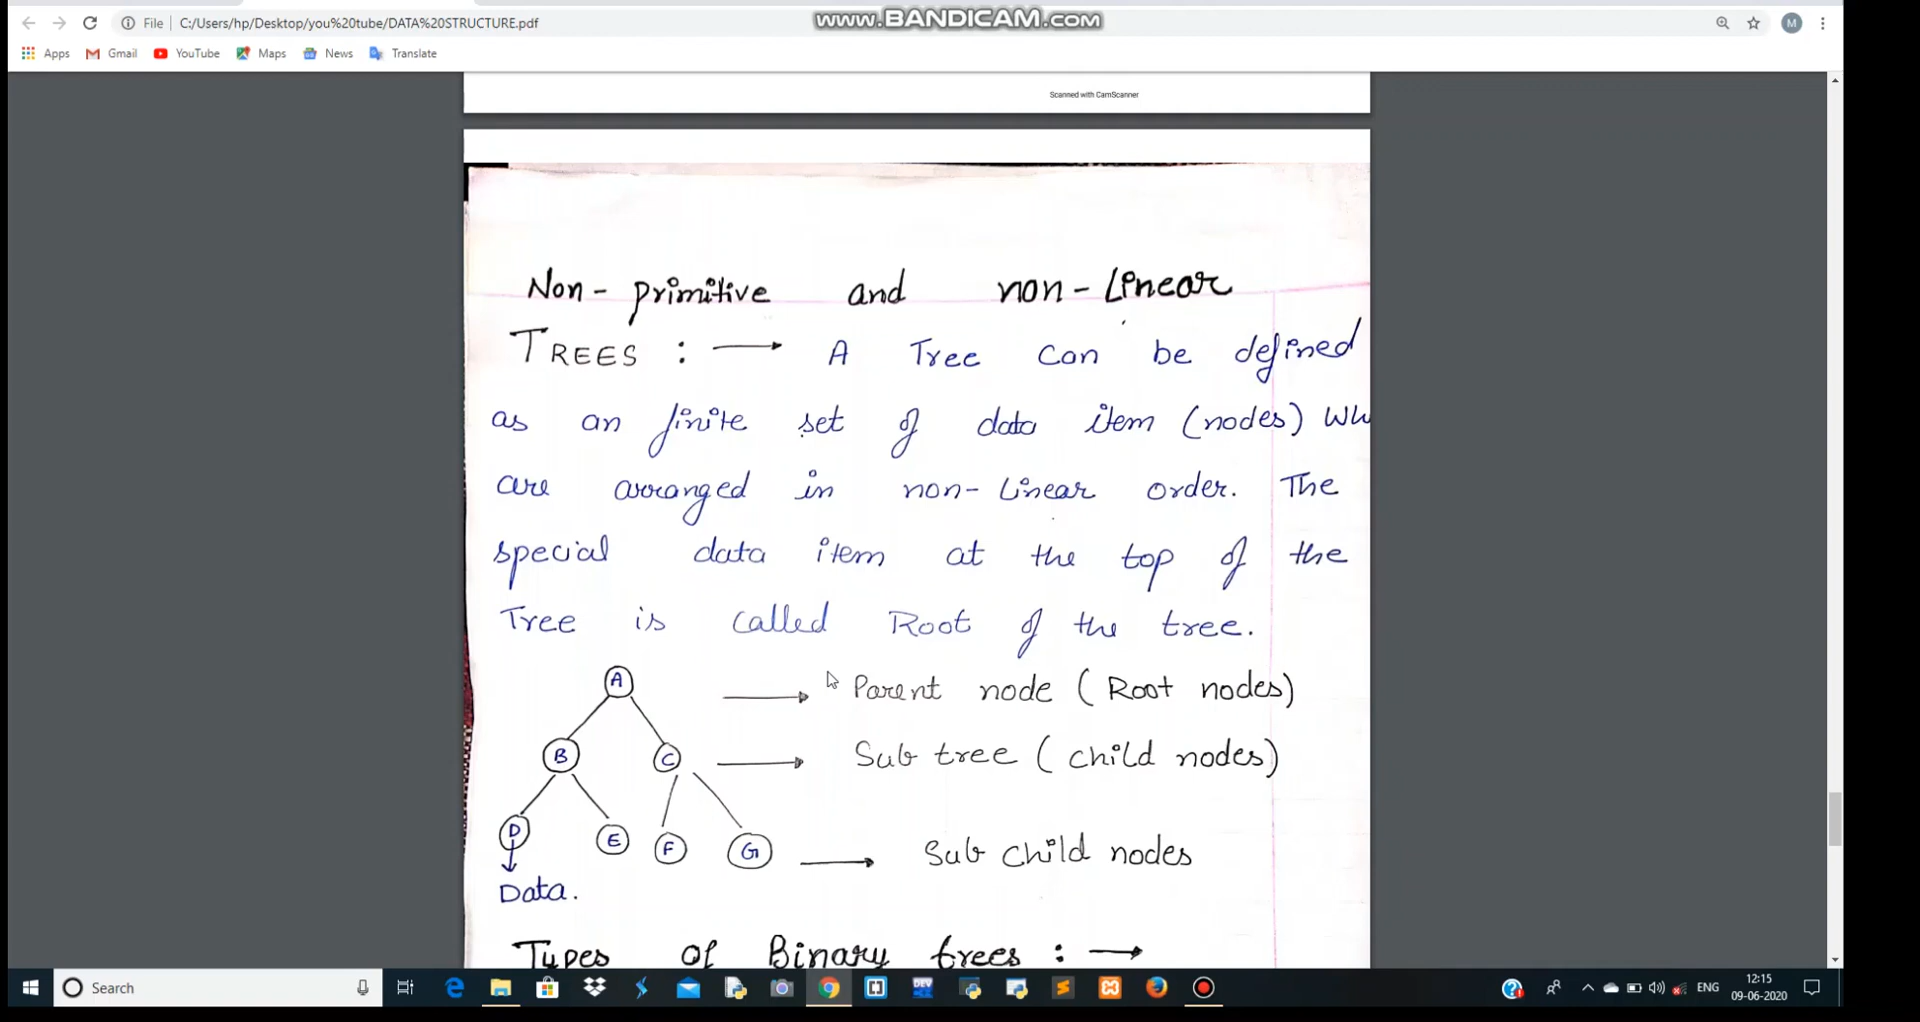 www.BANDICAM.com
File C:/Users/hp/Desktop/you%20tube/DATA%20STRUCTURE.pdf M
Apps Gmail YouTube Maps News Translate
Scanned with CamScanner
Non-primitive and non-Linear
TREES : → A Tree can be defined
as an finite set of data item (nodes)
are arranged in non-Linear order. The
special data item at the top of the
Tree is called Root of the tree.
A → Parent node (Root nodes)
B C → Sub tree (child nodes)
D E F G → Sub child nodes
Data.
Types of Binary trees : →
Search DEV ENG 12:15
09-06-2020